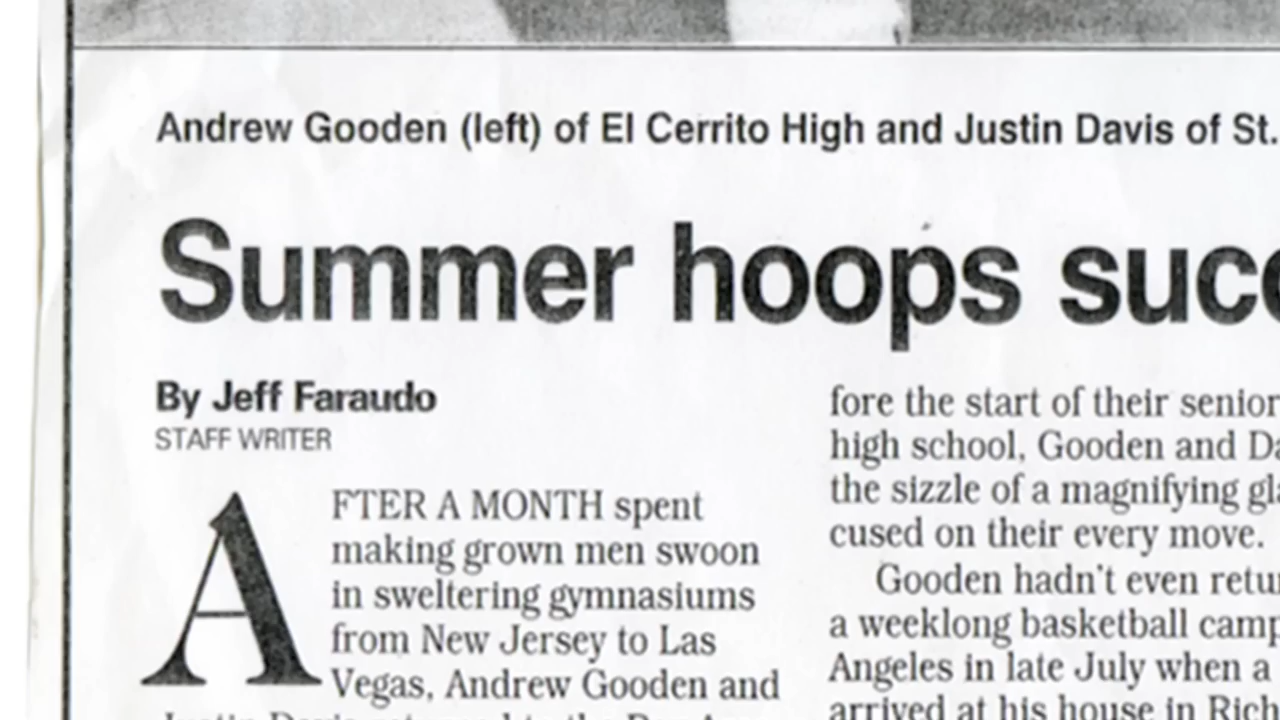 Andrew Gooden (left) of El Cerrito High and Justin Davis of St.
Summer hoops
By Jeff Faraudo
STAFF WRITER
AFTER A MONTH spent
making grown men swoon
in sweltering gymnasiums
from New Jersey to Las
Vegas, Andrew Gooden and
fore the start of their senior
high school, Gooden and
the sizzle of a magnifying
cused on their every move.
Gooden hadn't even
a weeklong basketball camp
Angeles in late July when a
arrived at his house in